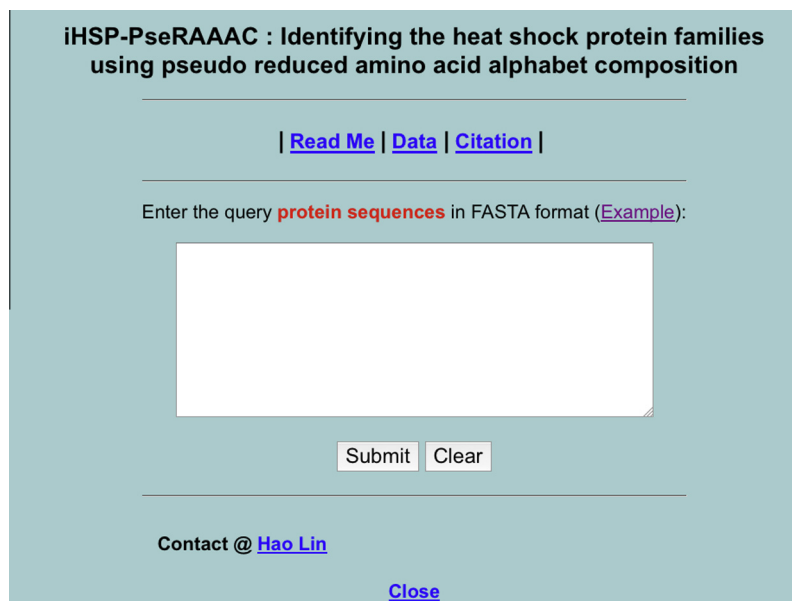 iHSP-PseRAAAC : Identifying the heat shock protein families
using pseudo reduced amino acid alphabet composition
| Read Me | Data | Citation |
Enter the query protein sequences in FASTA format (Example):
Submit Clear
Contact @ Hao Lin
Close